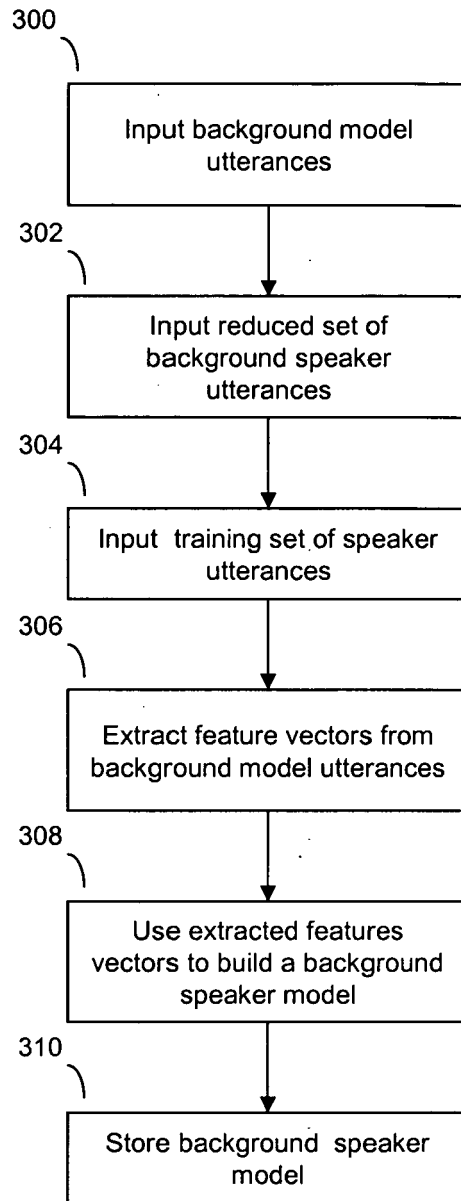 300
Input background model
utterances
302
Input reduced set of
background speaker
utterances
304
Input training set of speaker
utterances
306
Extract feature vectors from
background model utterances
308
Use extracted features
vectors to build a background
speaker model
310
Store background speaker
model